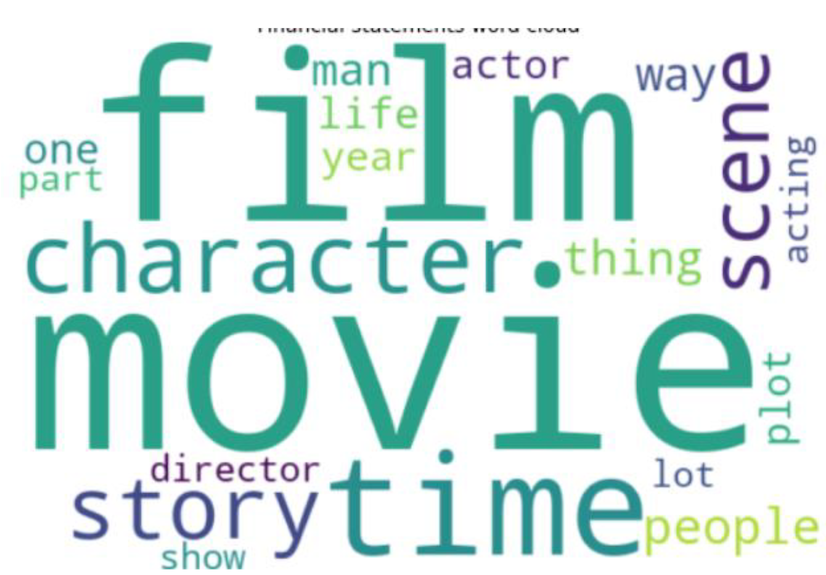 Financial statements word cloud
film
man
actor
way
life
year
one
part
scene
acting
character
thing
movie
plot
director
story
time
lot
people
show